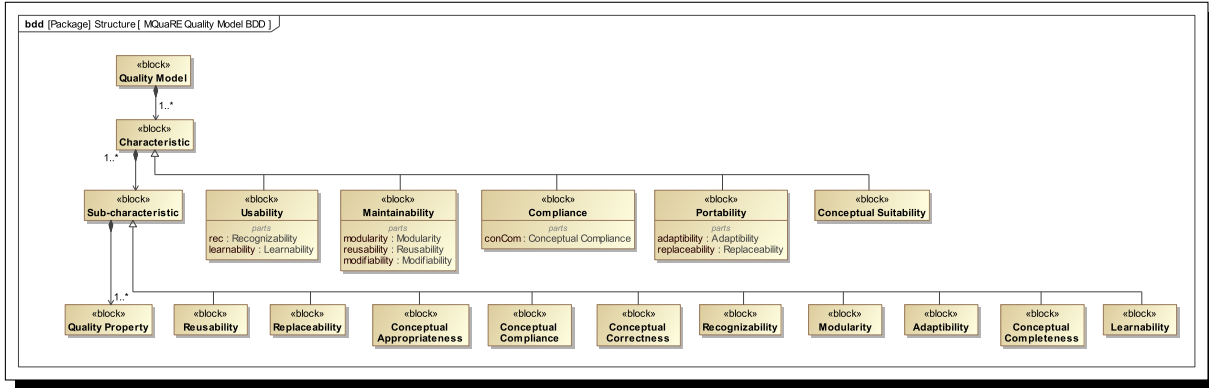 bdd [Package] Structure [ MQuaRE Quality Model BDD ]
«block»
Quality Model
1..*
«block»
Characteristic
1..*
«block»
Sub-characteristic
«block»
Usability
parts
rec : Recognizability
learnability : Learnability
«block»
Maintainability
parts
modularity : Modularity
reusability : Reusability
modifiability : Modifiability
«block»
Compliance
parts
conCom : Conceptual Compliance
«block»
Portability
parts
adaptibility : Adaptibility
replaceability : Replaceability
«block»
Conceptual Suitability
1..*
«block»
Quality Property
«block»
Reusability
«block»
Replaceability
«block»
Conceptual
Appropriateness
«block»
Conceptual
Compliance
«block»
Conceptual
Correctness
«block»
Recognizability
«block»
Modularity
«block»
Adaptibility
«block»
Conceptual
Completeness
«block»
Learnability